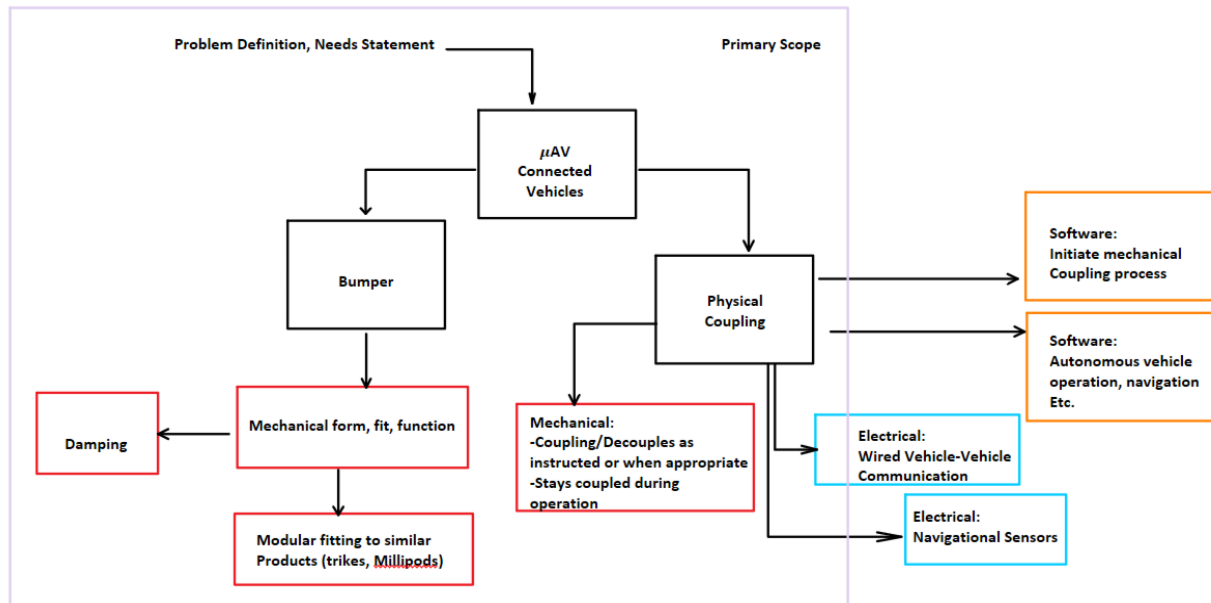 Problem Definition, Needs Statement
Primary Scope
μAV
Connected
Vehicles
Bumper
Physical
Coupling
Software:
Initiate mechanical
Coupling process
Software:
Autonomous vehicle
operation, navigation
Etc.
Damping
Mechanical form, fit, function
Mechanical:
-Coupling/Decouples as
instructed or when appropriate
-Stays coupled during
operation
Electrical:
Wired Vehicle-Vehicle
Communication
Electrical:
Navigational Sensors
Modular fitting to similar
Products (trikes, Millipods)